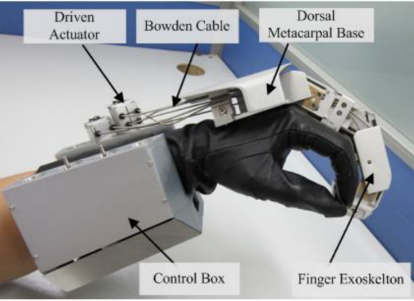 Driven
Actuator
Bowden Cable
Dorsal
Metacarpal Base
Control Box
Finger Exoskelton